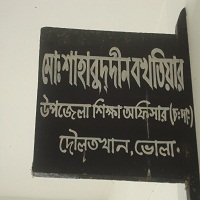 মোঃ শাহাবুদ্দীন বখতিয়ার
উপজেলা শিক্ষা অফিসার (চঃ দাঃ)
দৌলতখান, ভোলা।